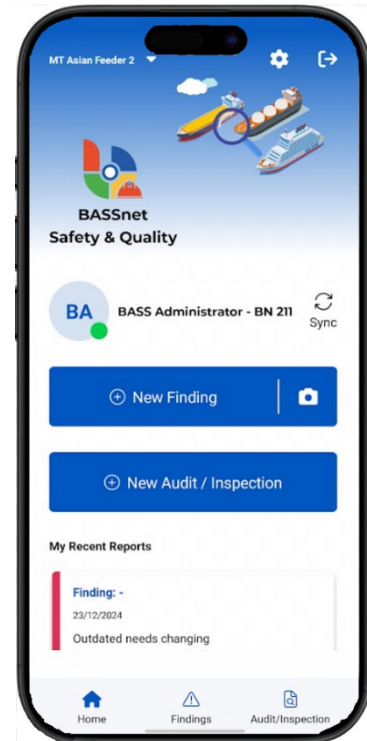 MT Asian Feeder 2
BASSnet
Safety & Quality
BA
BASS Administrator - BN 211
Sync
New Finding
New Audit / Inspection
My Recent Reports
Finding: -
23/12/2024
Outdated needs changing
Home
Findings
Audit/Inspection